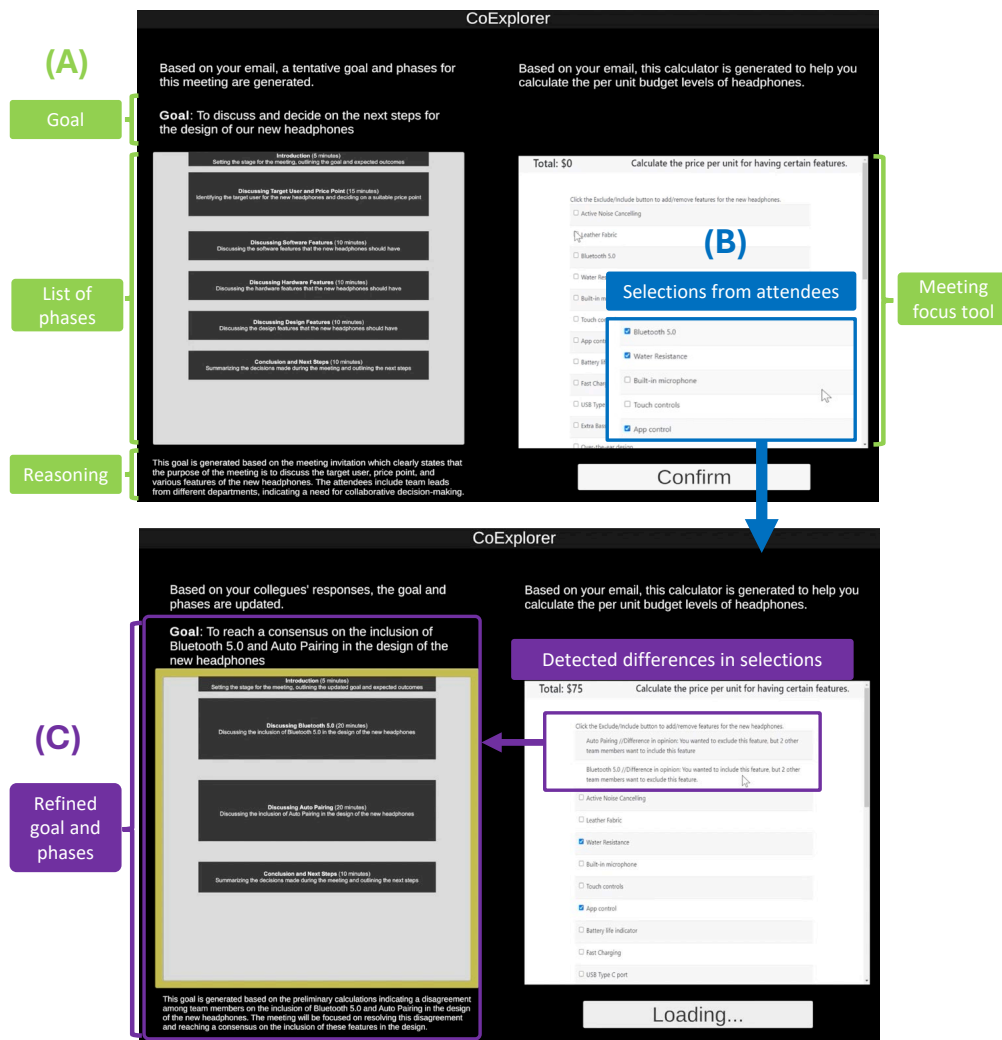 CoExplorer
(A)
Based on your email, a tentative goal and phases for
this meeting are generated.
Goal
Goal: To discuss and decide on the next steps for
the design of our new headphones
List of
phases
Introduction (5 minutes)
Setting the stage for the meeting, outlining the goal and expected outcomes
Discussing Target User and Price Point (15 minutes)
Identifying the target user for the new headphones and deciding on a suitable price point
Discussing Software Features (10 minutes)
Discussing the software features that the new headphones should have
Discussing Hardware Features (10 minutes)
Discussing the hardware features that the new headphones should have
Discussing Design Features (10 minutes)
Discussing the design features that the new headphones should have
Conclusion and Next Steps (10 minutes)
Summarizing the decisions made during the meeting and outlining the next steps
Reasoning
This goal is generated based on the meeting invitation which clearly states that
the purpose of the meeting is to discuss the target user, price point, and
various features of the new headphones. The attendees include team leads
from different departments, indicating a need for collaborative decision-making.
Based on your email, this calculator is generated to help you
calculate the per unit budget levels of headphones.
Total: $0 Calculate the price per unit for having certain features.
Click the Exclude/Include button to add/remove features for the new headphones.
Active Noise Cancelling
Leather Fabric
Bluetooth 5.0
Water Re
Built-in m
Touch con
App contr
Battery li
Fast Char
USB Type
Extra Bas
Over-the-ear design
(B)
Selections from attendees
Bluetooth 5.0
Water Resistance
Built-in microphone
Touch controls
App control
Meeting
focus tool
Confirm
CoExplorer
(C)
Based on your collegues' responses, the goal and
phases are updated.
Goal: To reach a consensus on the inclusion of
Bluetooth 5.0 and Auto Pairing in the design of the
new headphones
Refined
goal and
phases
Introduction (5 minutes)
Setting the stage for the meeting, outlining the updated goal and expected outcomes
Discussing Bluetooth 5.0 (20 minutes)
Discussing the inclusion of Bluetooth 5.0 in the design of the new headphones
Discussing Auto Pairing (20 minutes)
Discussing the inclusion of Auto Pairing in the design of the new headphones
Conclusion and Next Steps (10 minutes)
Summarizing the decisions made during the meeting and outlining the next steps
This goal is generated based on the preliminary calculations indicating a disagreement
among team members on the inclusion of Bluetooth 5.0 and Auto Pairing in the design
of the new headphones. The meeting will be focused on resolving this disagreement
and reaching a consensus on the inclusion of these features in the design.
Based on your email, this calculator is generated to help you
calculate the per unit budget levels of headphones.
Detected differences in selections
Total: $75 Calculate the price per unit for having certain features.
Click the Exclude/Include button to add/remove features for the new headphones.
Auto Pairing //Difference in opinion: You wanted to exclude this feature, but 2 other
team members want to include this feature
Bluetooth 5.0 //Difference in opinion: You wanted to include this feature, but 2 other
team members want to exclude this feature.
Active Noise Cancelling
Leather Fabric
Water Resistance
Built-in microphone
Touch controls
App control
Battery life indicator
Fast Charging
USB Type C port
Loading...